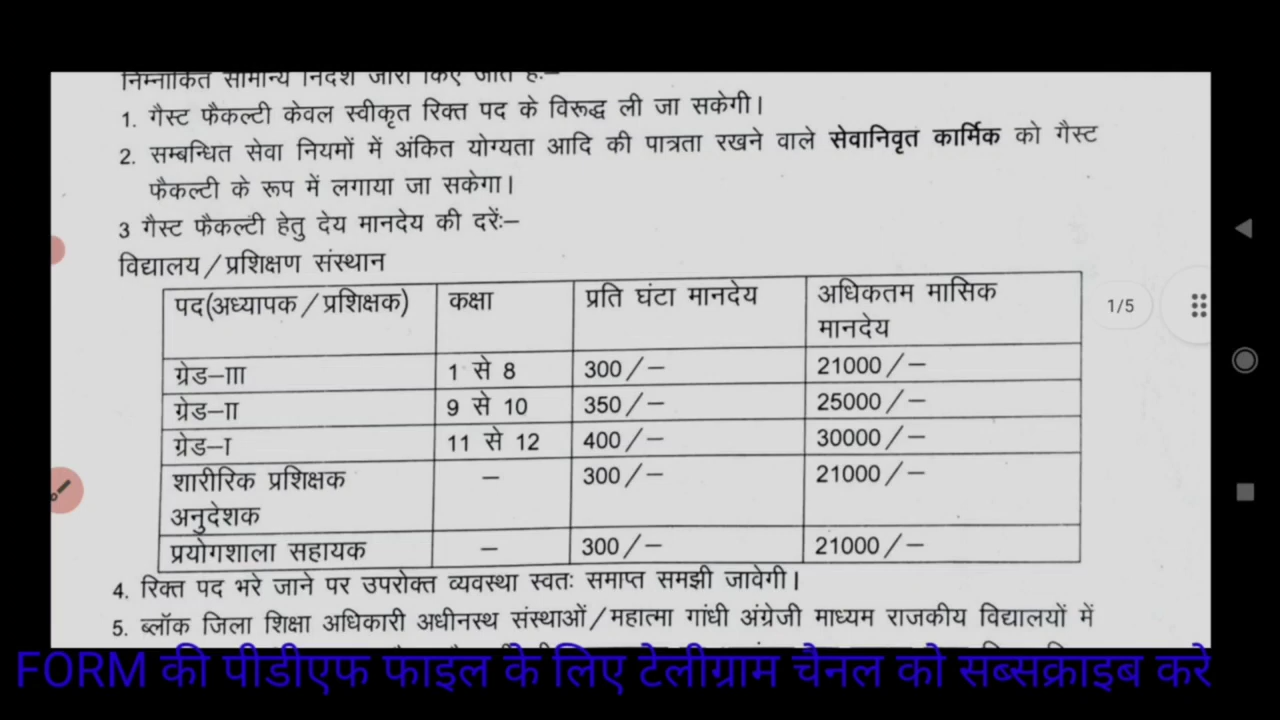 निम्नांकित सामान्य निर्देश जारी किए जाते है:–
1. गैस्ट फैकल्टी केवल स्वीकृत रिक्त पद के विरूद्ध ली जा सकेगी।
2. सम्बन्धित सेवा नियमों में अंकित योग्यता आदि की पात्रता रखने वाले सेवानिवृत कार्मिक को गैस्ट
फैकल्टी के रूप में लगाया जा सकेगा।
3 गैस्ट फैकल्टी हेतु देय मानदेय की दरें:–
विद्यालय/प्रशिक्षण संस्थान
पद(अध्यापक/प्रशिक्षक) कक्षा प्रति घंटा मानदेय अधिकतम मासिक
मानदेय
1/5
ग्रेड–III 1 से 8 300/– 21000/–
ग्रेड–II 9 से 10 350/– 25000/–
ग्रेड–I 11 से 12 400/– 30000/–
शारीरिक प्रशिक्षक – 300/– 21000/–
अनुदेशक
प्रयोगशाला सहायक – 300/– 21000/–
4. रिक्त पद भरे जाने पर उपरोक्त व्यवस्था स्वतः समाप्त समझी जावेगी।
5. ब्लॉक जिला शिक्षा अधिकारी अधीनस्थ संस्थाओं/महात्मा गांधी अंग्रेजी माध्यम राजकीय विद्यालयों में
FORM की पीडीएफ फाइल के लिए टेलीग्राम चैनल को सब्सक्राइब करे